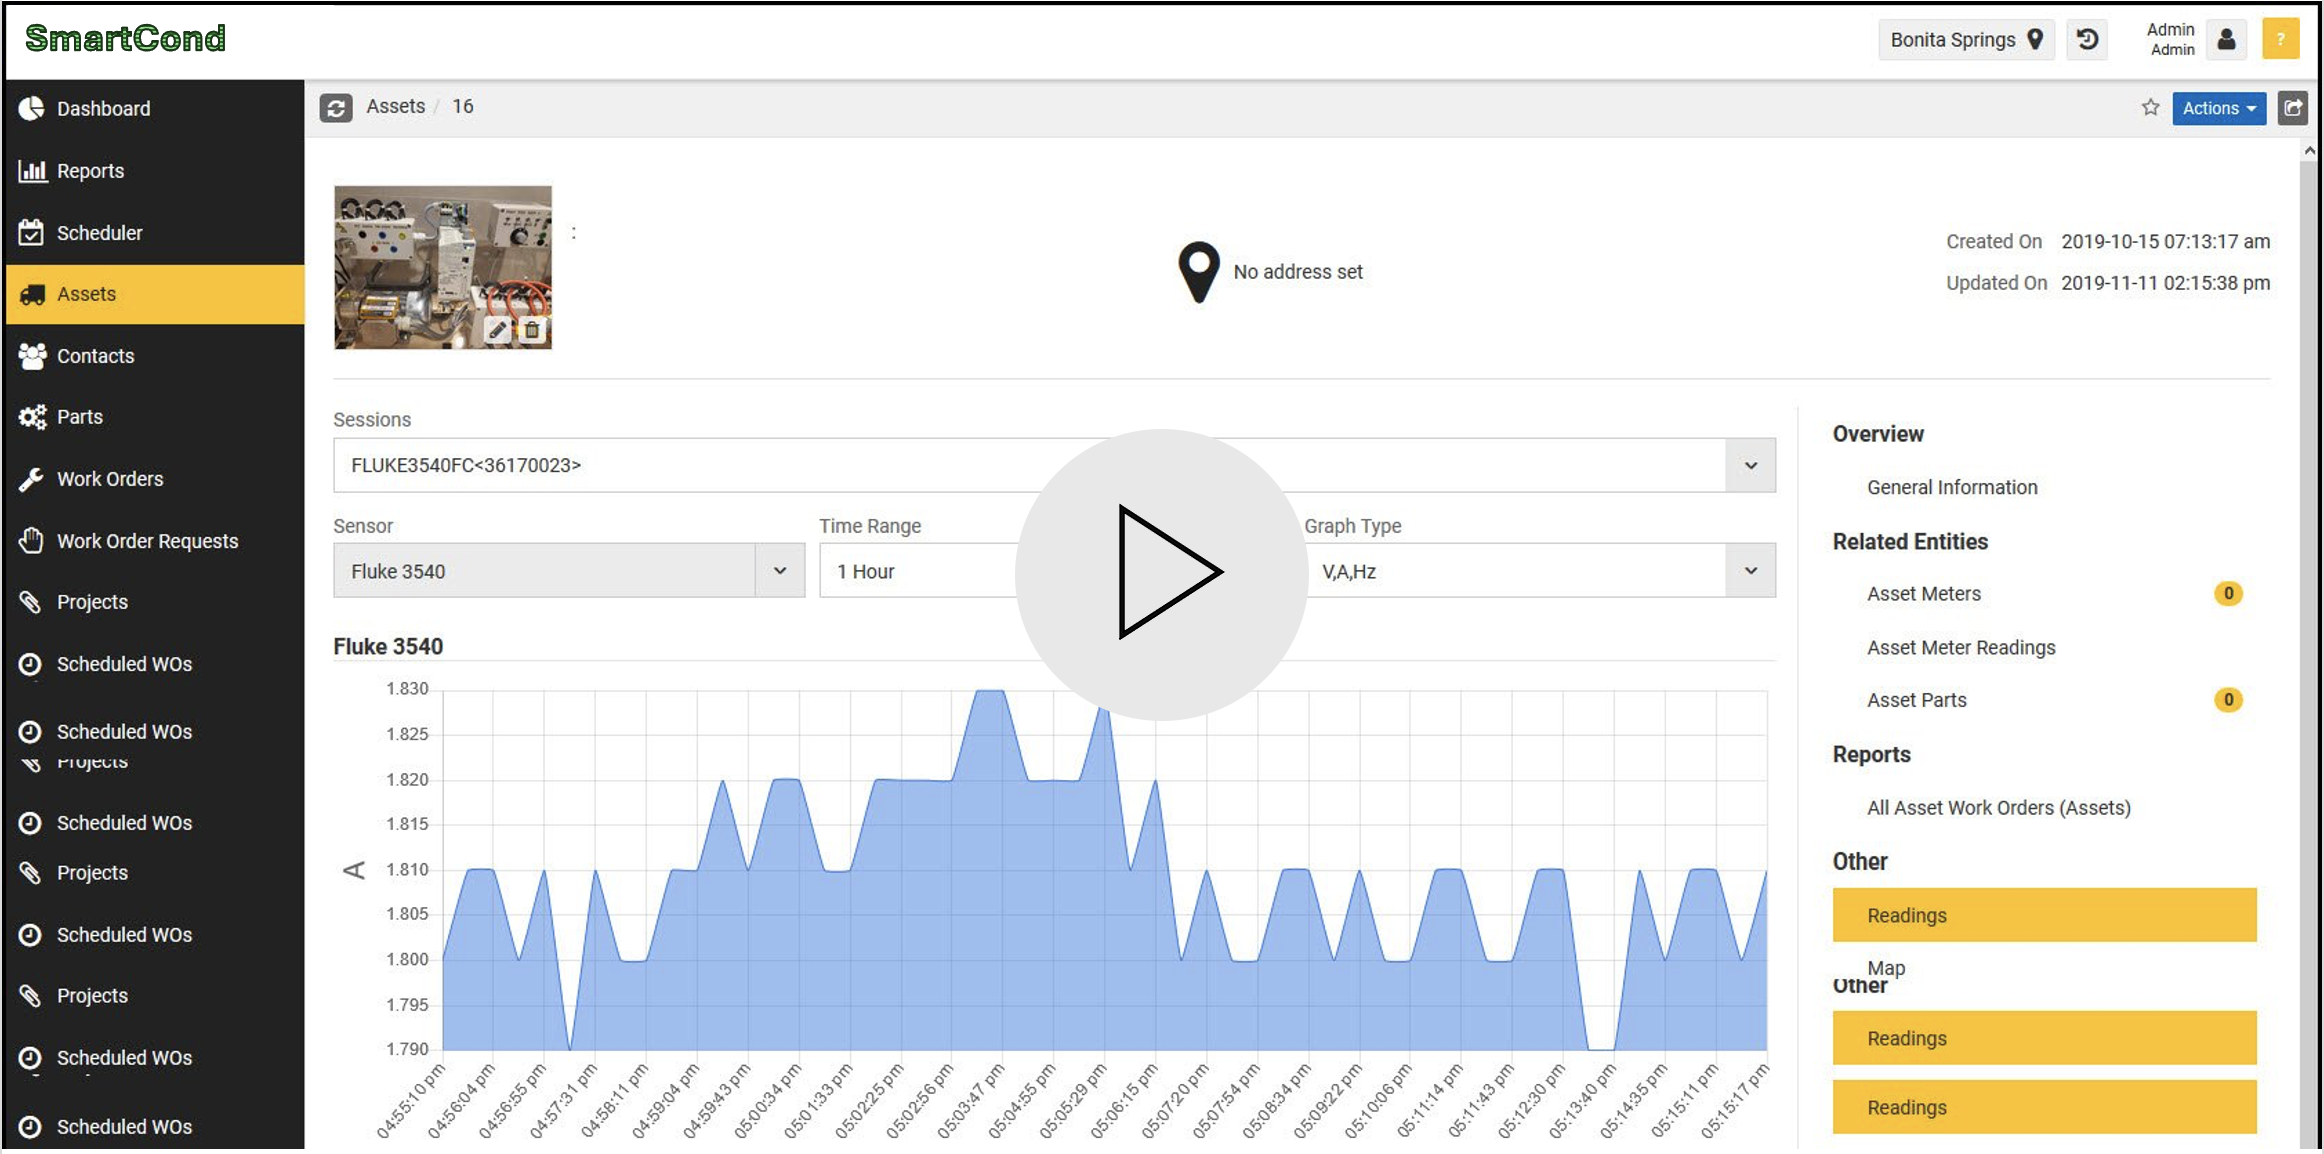 SmartCond
Bonita Springs
Admin
Admin
?
Dashboard
Reports
Scheduler
Assets
Contacts
Parts
Work Orders
Work Order Requests
Projects
Scheduled WOs
Scheduled WOs
Projects
Scheduled WOs
Projects
Scheduled WOs
Projects
Scheduled WOs
Scheduled WOs
Assets / 16
Actions
:
No address set
Created On 2019-10-15 07:13:17 am
Updated On 2019-11-11 02:15:38 pm
Sessions
FLUKE3540FC<36170023>
Sensor
Fluke 3540
Time Range
1 Hour
Graph Type
V,A,Hz
Fluke 3540
A
1.830
1.825
1.820
1.815
1.810
1.805
1.800
1.795
1.790
04:55:10 pm
04:56:04 pm
04:56:55 pm
04:57:31 pm
04:58:11 pm
04:59:04 pm
04:59:43 pm
05:00:34 pm
05:01:33 pm
05:02:25 pm
05:02:56 pm
05:03:47 pm
05:04:55 pm
05:05:29 pm
05:06:15 pm
05:07:20 pm
05:07:54 pm
05:08:34 pm
05:09:22 pm
05:10:06 pm
05:11:14 pm
05:11:43 pm
05:12:30 pm
05:13:40 pm
05:14:35 pm
05:15:11 pm
05:15:17 pm
Overview
General Information
Related Entities
Asset Meters 0
Asset Meter Readings
Asset Parts 0
Reports
All Asset Work Orders (Assets)
Other
Readings
Map
Other
Readings
Readings